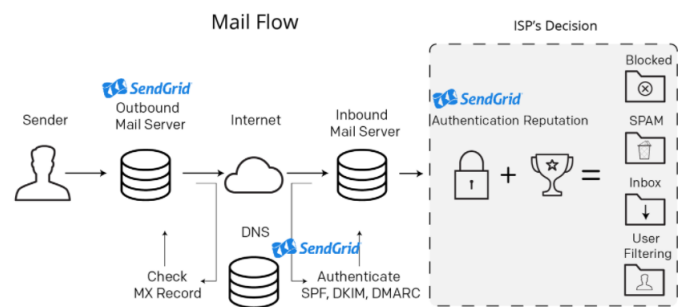 Mail Flow
ISP's Decision
Blocked
SendGrid
Outbound
Mail Server
Sender
Internet
Inbound
Mail Server
SendGrid
Authentication Reputation
SPAM
+
=
Inbox
DNS
SendGrid
User
Filtering
Check
MX Record
Authenticate
SPF, DKIM, DMARC